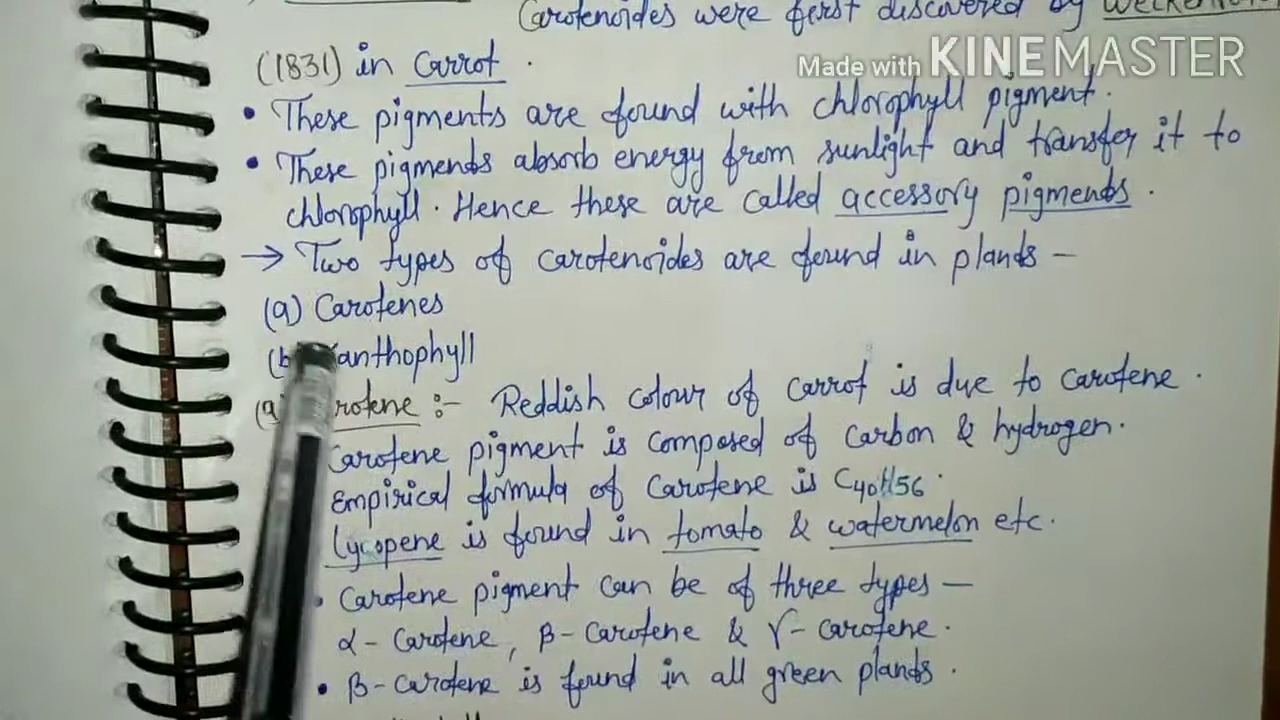 Carotenoides were first discovered by
Made with KINEMASTER
(1831) in Carrot .
• These pigments are found with chlorophyll pigment.
• These pigments absorb energy from sunlight and transfer it to
chlorophyll. Hence these are called accessory pigments .
→ Two types of carotenoides are found in plants –
(a) Carotenes
(b) Xanthophyll
(a) Carotene :- Reddish colour of Carrot is due to carotene .
Carotene pigment is composed of Carbon & hydrogen.
Empirical formula of Carotene is C40H56 .
Lycopene is found in tomato & watermelon etc.
• Carotene pigment can be of three types –
α- Carotene, β- Carotene & γ- carotene.
• β- carotene is found in all green plants .